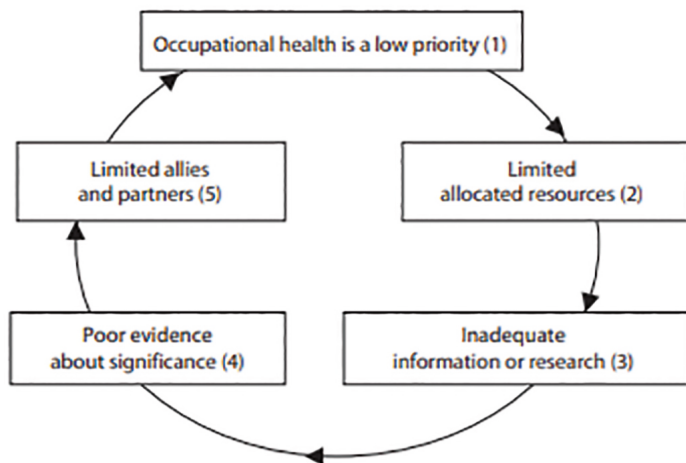 Occupational health is a low priority (1)
Limited
allocated resources (2)
Inadequate
information or research (3)
Poor evidence
about significance (4)
Limited allies
and partners (5)